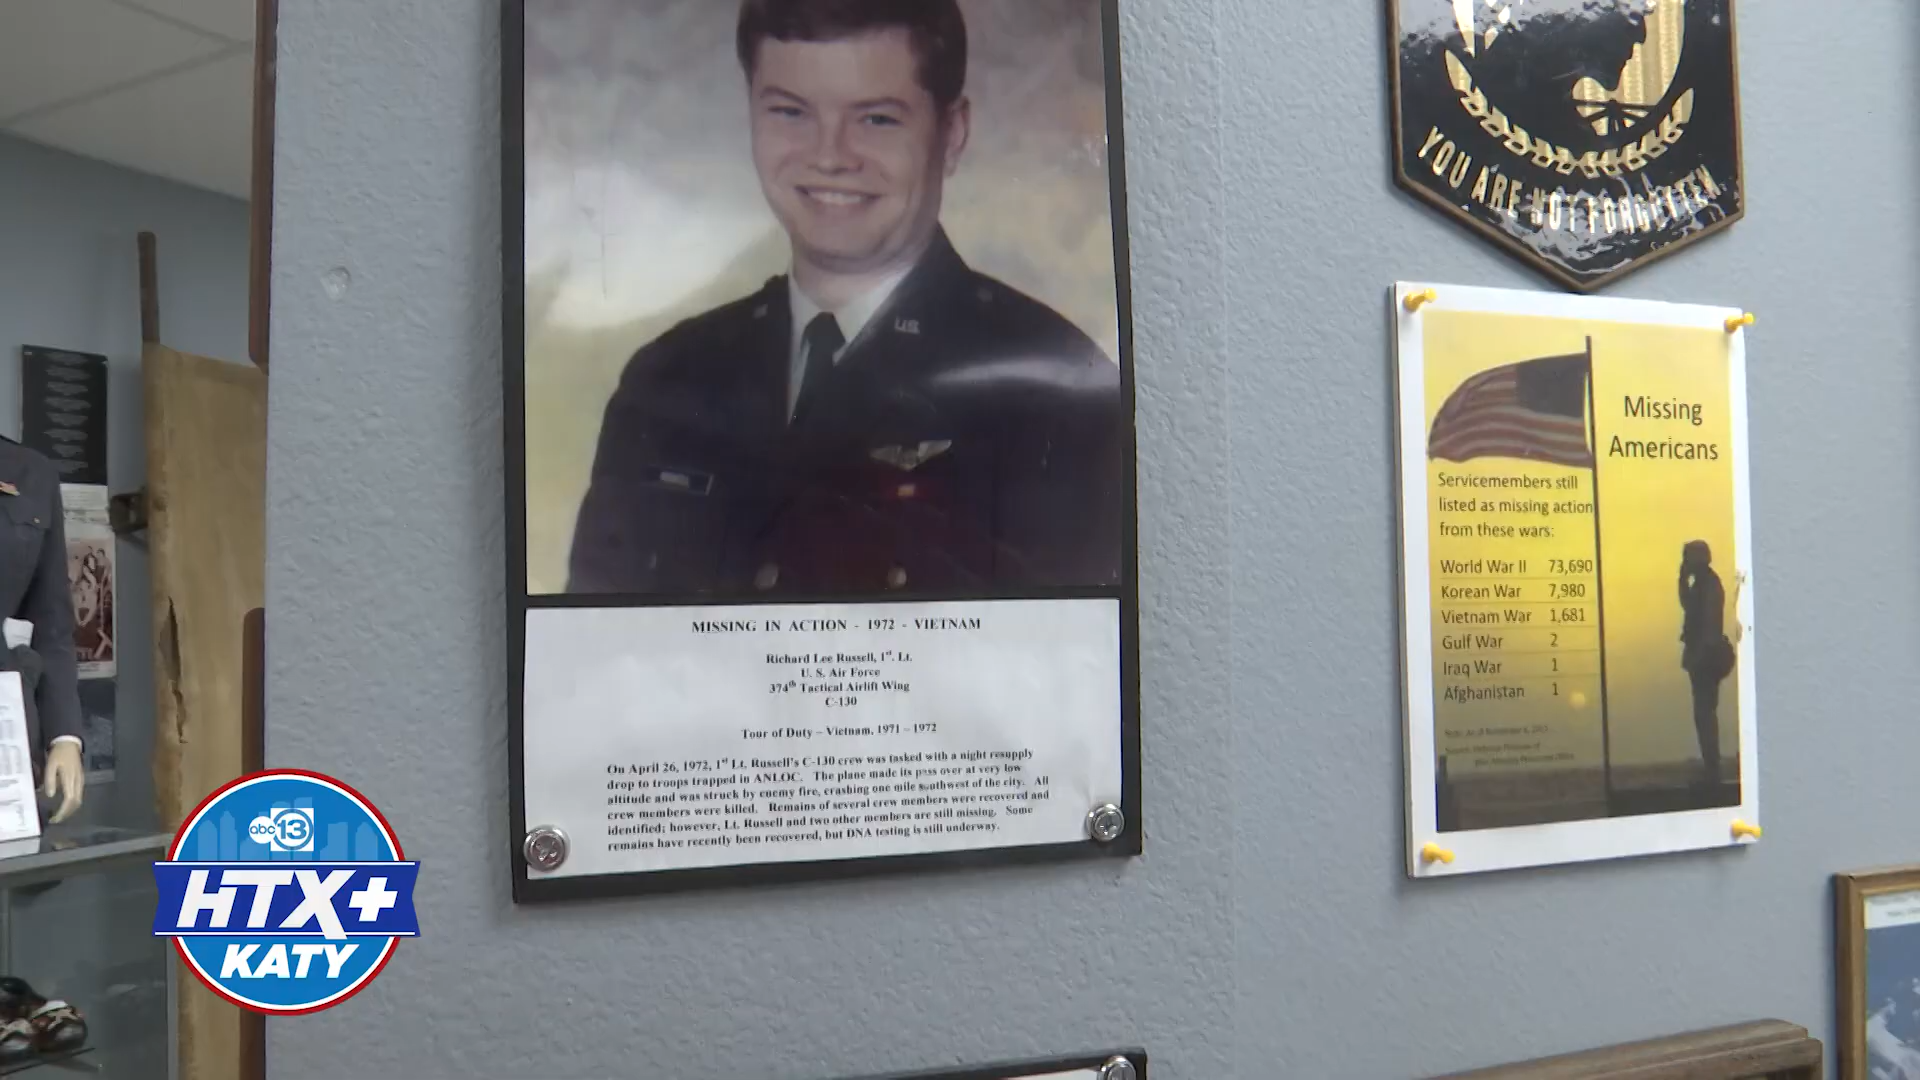 U.S.
YOU ARE NOT FORGOTTEN
Missing
Americans
Servicemembers still
listed as missing action
from these wars:
World War II 73,690
Korean War 7,980
Vietnam War 1,681
Gulf War 2
Iraq War 1
Afghanistan 1
MISSING IN ACTION - 1972 - VIETNAM
Richard Lee Russell, 1st. Lt.
U. S. Air Force
374th Tactical Airlift Wing
C-130
Tour of Duty – Vietnam, 1971 – 1972
On April 26, 1972, 1st Lt. Russell's C-130 crew was tasked with a night resupply
drop to troops trapped in ANLOC. The plane made its pass over at very low
altitude and was struck by enemy fire, crashing one mile southwest of the city. All
crew members were killed. Remains of several crew members were recovered and
identified; however, Lt. Russell and two other members are still missing. Some
remains have recently been recovered, but DNA testing is still underway.
abc 13
HTX+
KATY